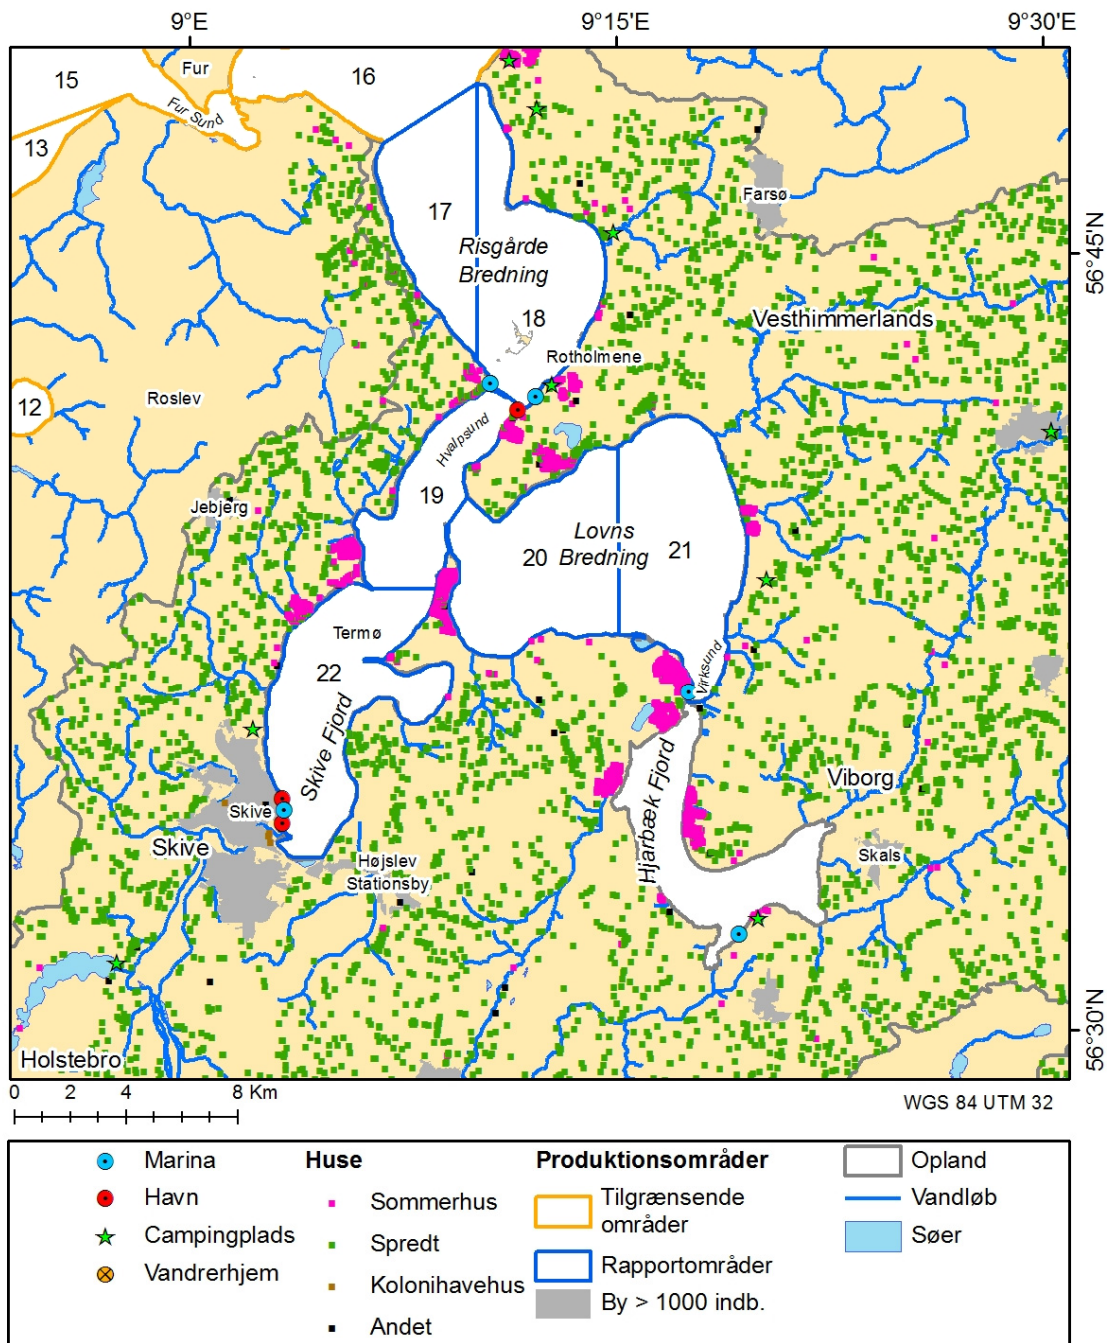 9°E
9°15'E
9°30'E
15
Fur
16
Fur Sund
13
17
Farsø
Risgårde
Bredning
56°45'N
18
Vesthimmerlands
Rotholmene
12
Roslev
Hvalpsund
19
Jebjerg
Lovns
Bredning
20
21
Termø
22
Virksund
Skive Fjord
Hjarbæk Fjord
Viborg
Skive
Skive
Højslev
Stationsby
Skals
Holstebro
56°30'N
0 2 4 8 Km
WGS 84 UTM 32
Marina
Havn
Campingplads
Vandrerhjem
Huse
Sommerhus
Spredt
Kolonihavehus
Andet
Produktionsområder
Tilgrænsende
områder
Rapportområder
By > 1000 indb.
Opland
Vandløb
Søer